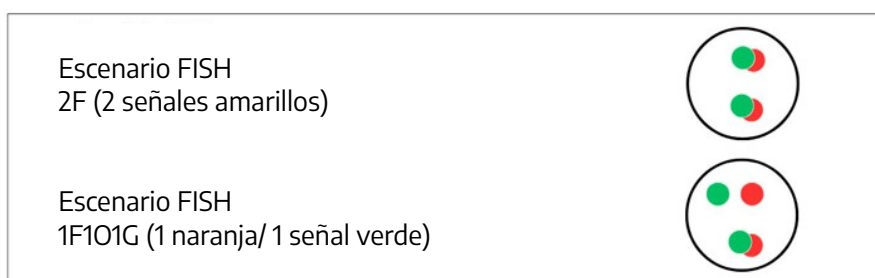 Escenario FISH
2F (2 señales amarillos)
Escenario FISH
1F1O1G (1 naranja/ 1 señal verde)